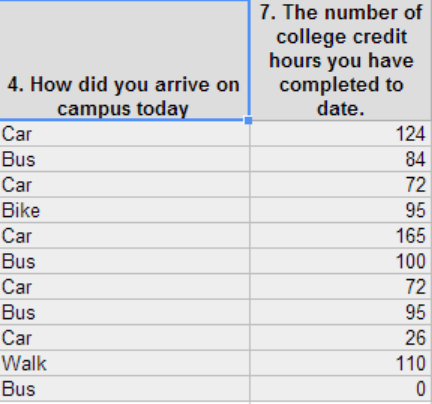 4. How did you arrive on
campus today
7. The number of
college credit
hours you have
completed to
date.
Car 124
Bus 84
Car 72
Bike 95
Car 165
Bus 100
Car 72
Bus 95
Car 26
Walk 110
Bus 0